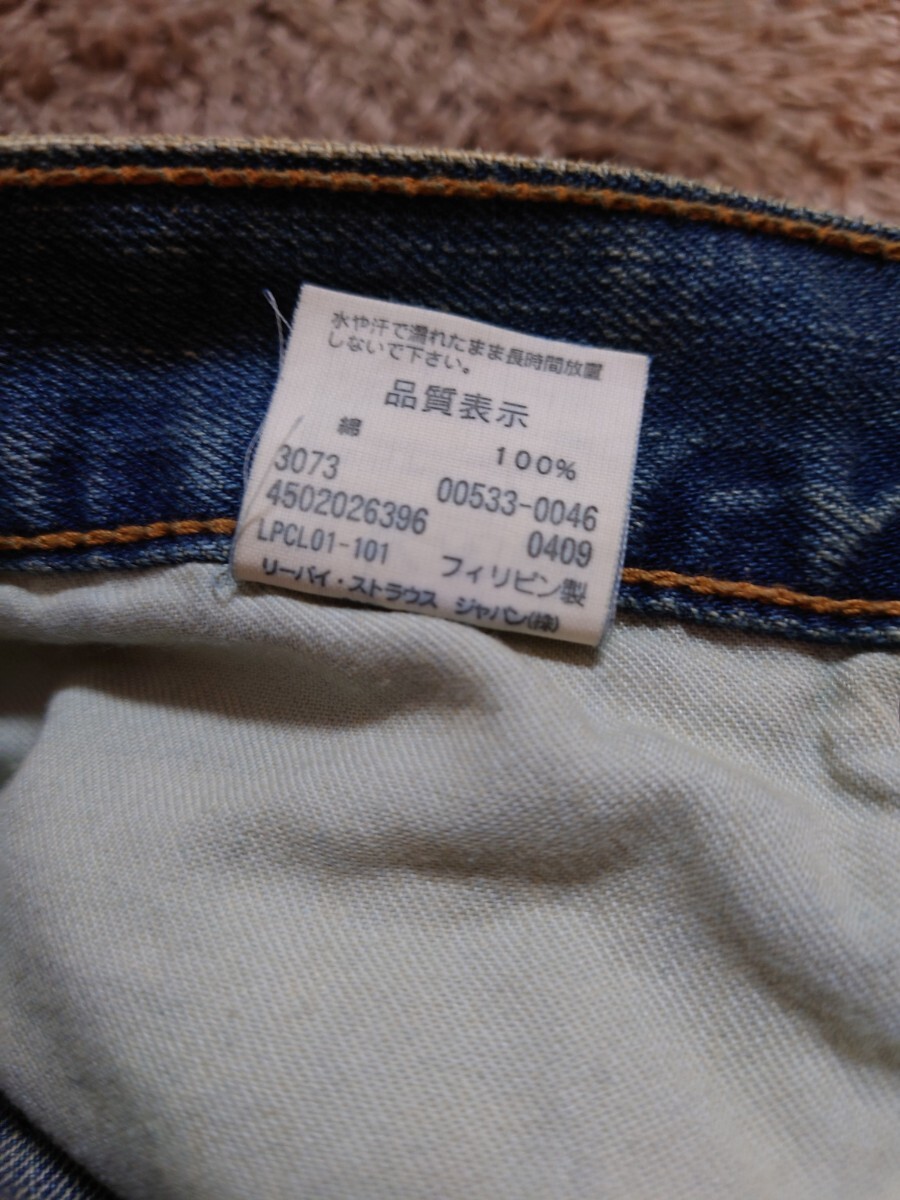 水や汗で濡れたまま長時間放置
しないで下さい。
品質表示
綿 100%
3073 00533-0046
4502026396 0409
LPCL01-101 フィリピン製
リーバイ・ストラウス ジャパン(株)